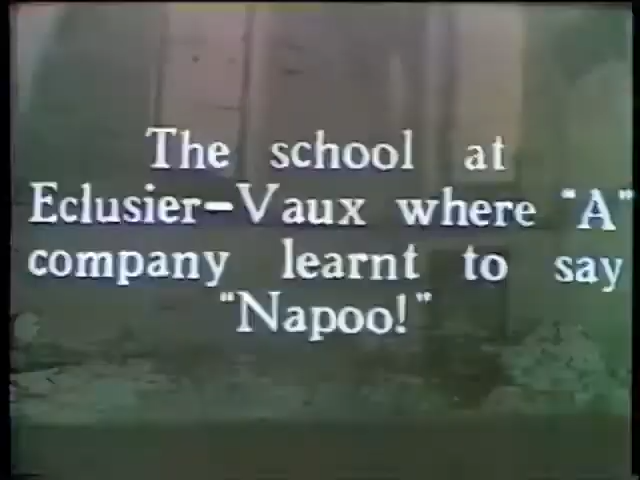 The school at
Eclusier-Vaux where "A"
company learnt to say
"Napoo!"